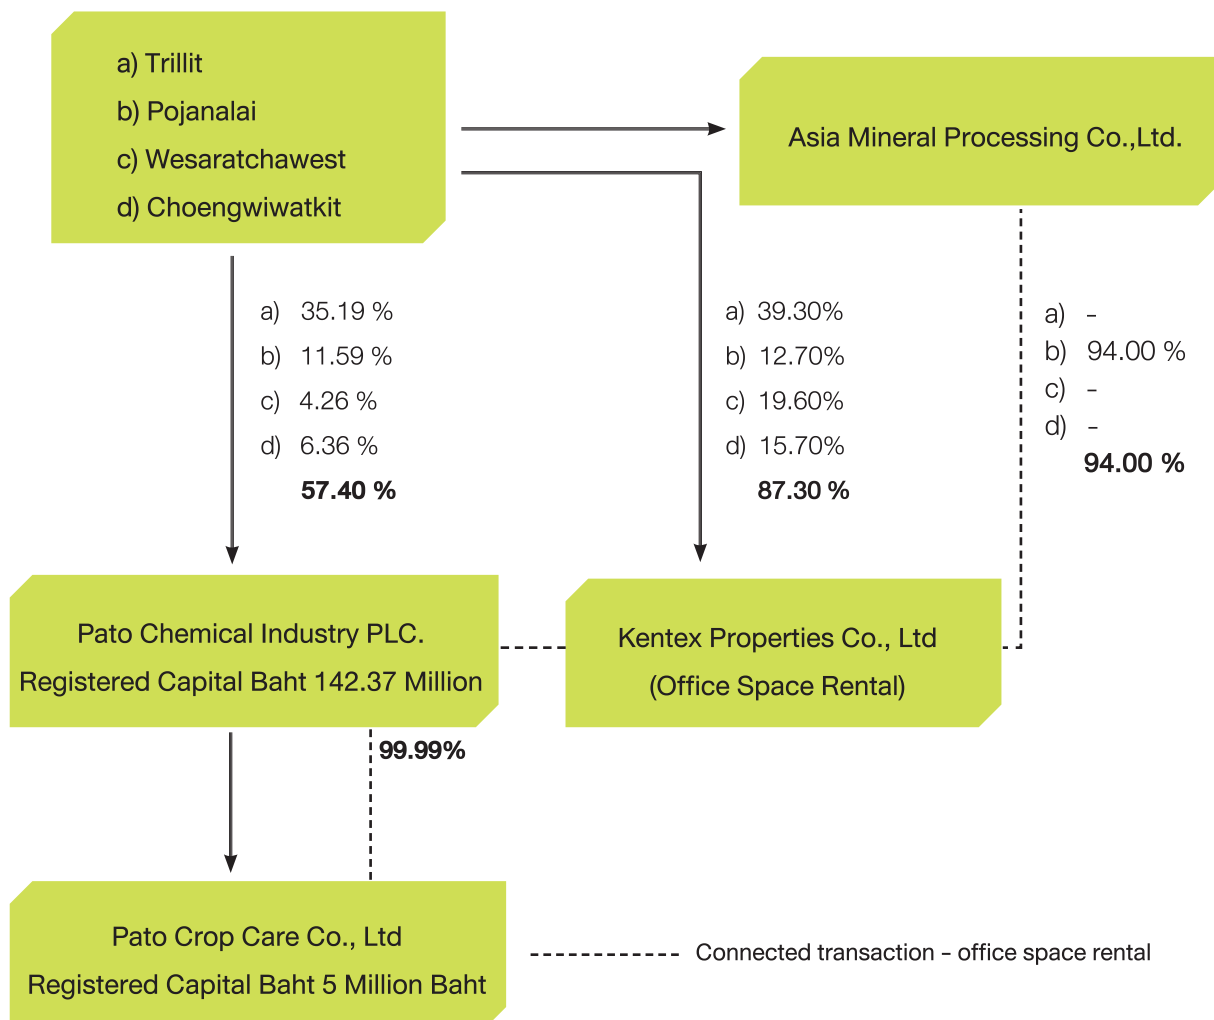 a) Trillit
b) Pojanalai
c) Wesaratchawest
d) Choengwiwatkit
Asia Mineral Processing Co.,Ltd.
a) 35.19 %
b) 11.59 %
c) 4.26 %
d) 6.36 %
57.40 %
a) 39.30%
b) 12.70%
c) 19.60%
d) 15.70%
87.30 %
a) –
b) 94.00 %
c) –
d) –
94.00 %
Pato Chemical Industry PLC.
Registered Capital Baht 142.37 Million
Kentex Properties Co., Ltd
(Office Space Rental)
99.99%
Pato Crop Care Co., Ltd
Registered Capital Baht 5 Million Baht
Connected transaction – office space rental